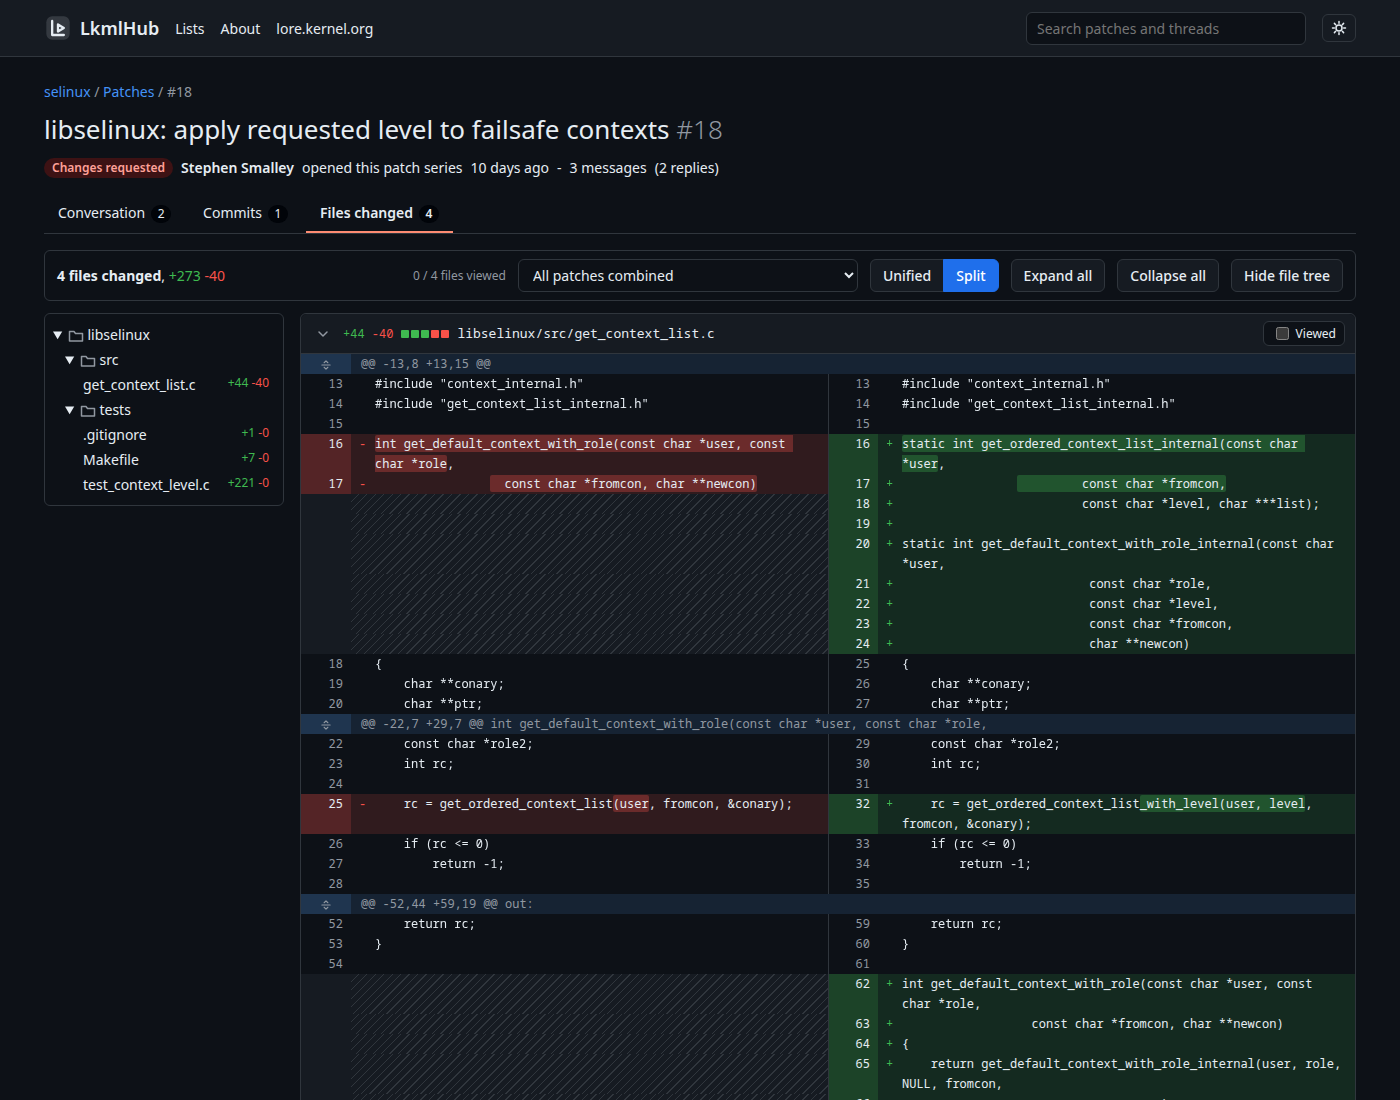 LkmlHub Lists About lore.kernel.org Search patches and threads
selinux / Patches / #18
libselinux: apply requested level to failsafe contexts #18
Changes requested Stephen Smalley opened this patch series 10 days ago - 3 messages (2 replies)
Conversation 2 Commits 1 Files changed 4
4 files changed, +273 -40 0 / 4 files viewed All patches combined Unified Split Expand all Collapse all Hide file tree
libselinux
src
get_context_list.c +44 -40
tests
.gitignore +1 -0
Makefile +7 -0
test_context_level.c +221 -0
+44 -40 libselinux/src/get_context_list.c Viewed
@@ -13,8 +13,15 @@
13 #include "context_internal.h" 13 #include "context_internal.h"
14 #include "get_context_list_internal.h" 14 #include "get_context_list_internal.h"
15 15
16 - int get_default_context_with_role(const char *user, const 16 + static int get_ordered_context_list_internal(const char
char *role, *user,
17 - const char *fromcon, char **newcon) 17 + const char *fromcon,
18 + const char *level, char ***list);
19 +
20 + static int get_default_context_with_role_internal(const char
*user,
21 + const char *role,
22 + const char *level,
23 + const char *fromcon,
24 + char **newcon)
18 { 25 {
19 char **conary; 26 char **conary;
20 char **ptr; 27 char **ptr;
@@ -22,7 +29,7 @@ int get_default_context_with_role(const char *user, const char *role,
22 const char *role2; 29 const char *role2;
23 int rc; 30 int rc;
24 31
25 - rc = get_ordered_context_list(user, fromcon, &conary); 32 + rc = get_ordered_context_list_with_level(user, level,
fromcon, &conary);
26 if (rc <= 0) 33 if (rc <= 0)
27 return -1; 34 return -1;
28 35
@@ -52,44 +59,19 @@ out:
52 return rc; 59 return rc;
53 } 60 }
54 61
62 + int get_default_context_with_role(const char *user, const
char *role,
63 + const char *fromcon, char **newcon)
64 + {
65 + return get_default_context_with_role_internal(user, role,
NULL, fromcon,